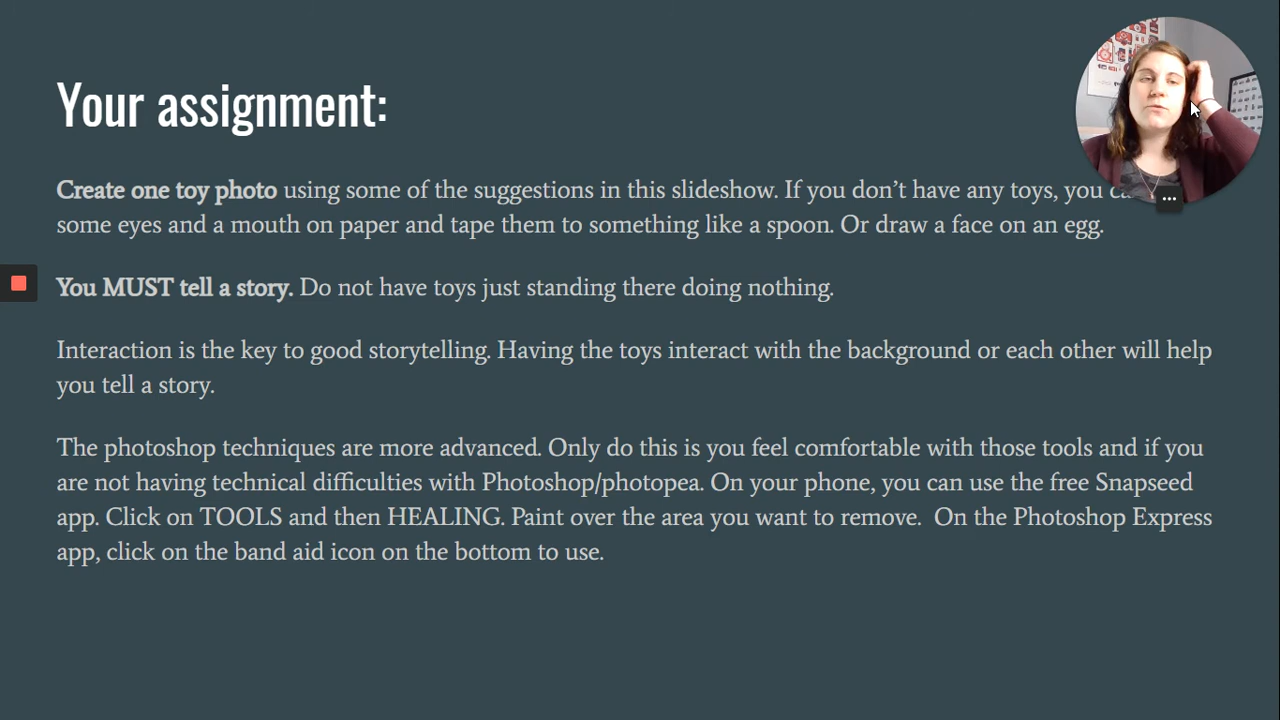 Your assignment:
Create one toy photo using some of the suggestions in this slideshow. If you don’t have any toys, you
some eyes and a mouth on paper and tape them to something like a spoon. Or draw a face on an egg.
You MUST tell a story. Do not have toys just standing there doing nothing.
Interaction is the key to good storytelling. Having the toys interact with the background or each other will help
you tell a story.
The photoshop techniques are more advanced. Only do this is you feel comfortable with those tools and if you
are not having technical difficulties with Photoshop/photopea. On your phone, you can use the free Snapseed
app. Click on TOOLS and then HEALING. Paint over the area you want to remove.  On the Photoshop Express
app, click on the band aid icon on the bottom to use.